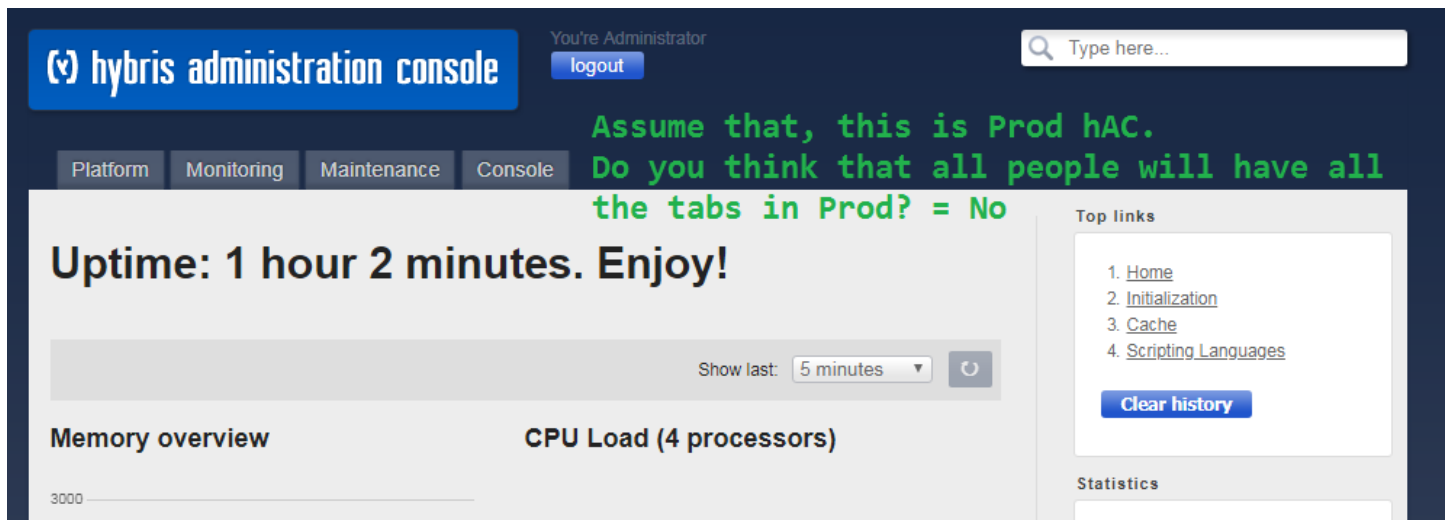 You're Administrator
(y) hybris administration console
logout
Type here...
Assume that, this is Prod hAC.
Do you think that all people will have all
the tabs in Prod? = No
Platform Monitoring Maintenance Console
Uptime: 1 hour 2 minutes. Enjoy!
Top links
1. Home
2. Initialization
3. Cache
4. Scripting Languages
Clear history
Show last: 5 minutes
Memory overview
CPU Load (4 processors)
3000
Statistics